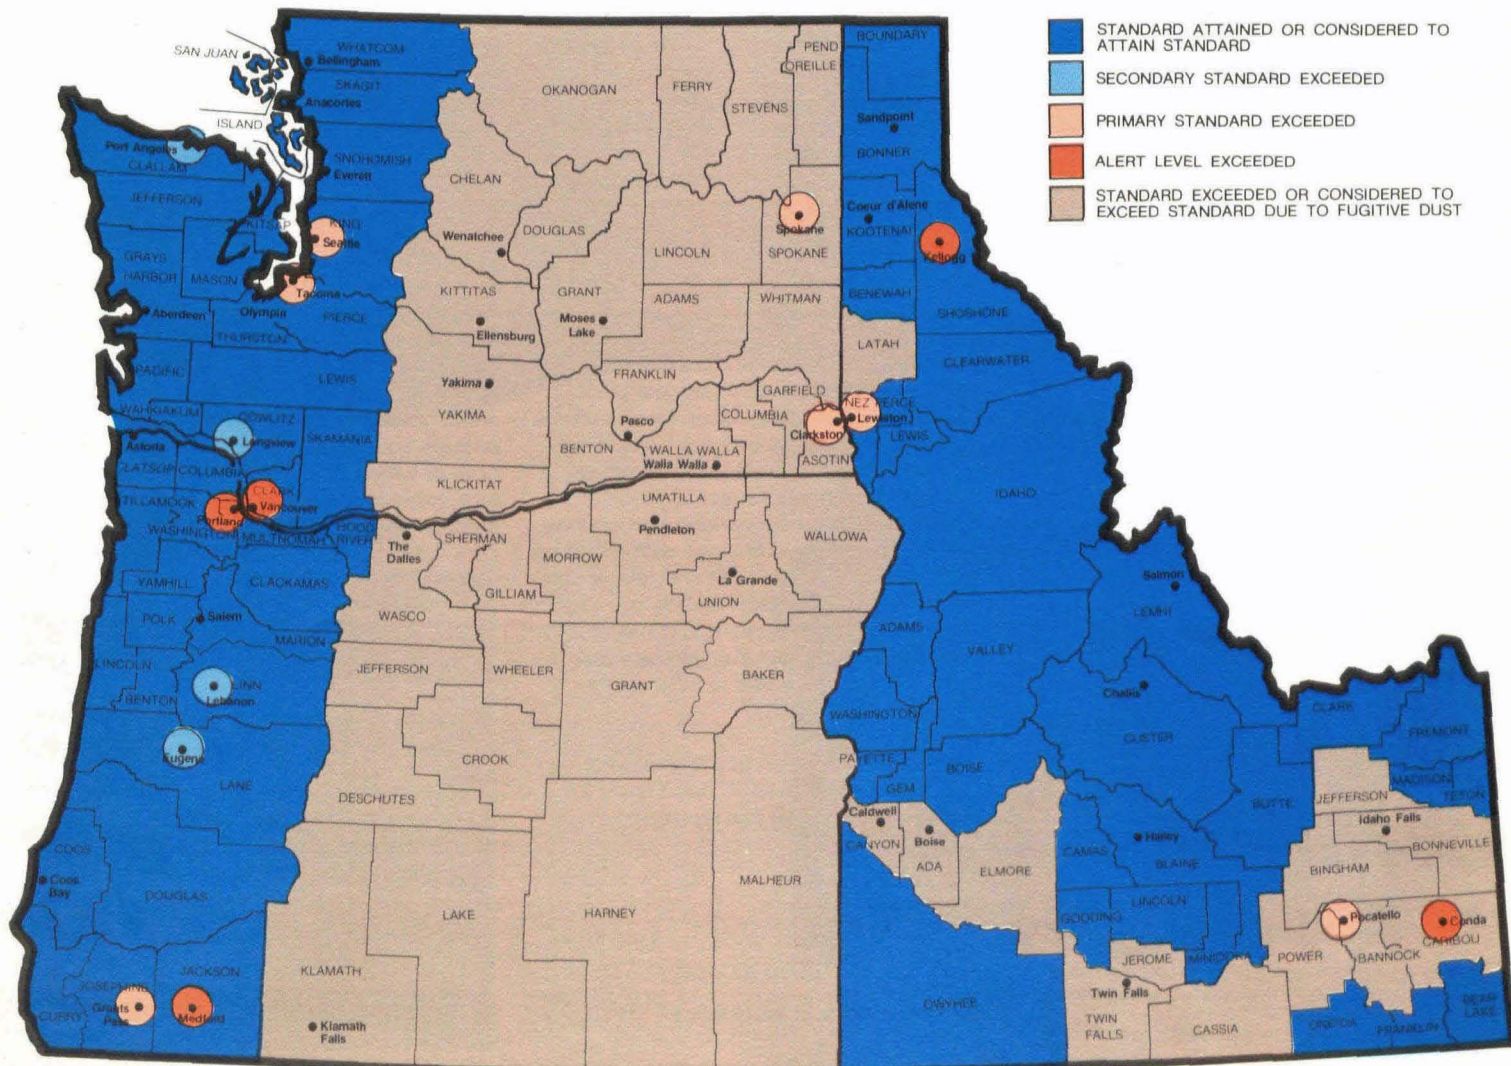 STANDARD ATTAINED OR CONSIDERED TO
ATTAIN STANDARD
SECONDARY STANDARD EXCEEDED
PRIMARY STANDARD EXCEEDED
ALERT LEVEL EXCEEDED
STANDARD EXCEEDED OR CONSIDERED TO
EXCEED STANDARD DUE TO FUGITIVE DUST
SAN JUAN
WHATCOM
Bellingham
SKAGIT
Anacortes
ISLAND
Port Angeles
CLALLAM
SNOHOMISH
Everett
JEFFERSON
KITSAP
KING
Seattle
GRAYS
HARBOR
MASON
Tacoma
Olympia
PIERCE
Aberdeen
THURSTON
PACIFIC
LEWIS
WAHKIAKUM
COWLITZ
Longview
SKAMANIA
CLARK
Vancouver
OKANOGAN
FERRY
STEVENS
PEND
OREILLE
CHELAN
DOUGLAS
Wenatchee
LINCOLN
Spokane
SPOKANE
KITTITAS
Ellensburg
GRANT
Moses
Lake
ADAMS
WHITMAN
Yakima
YAKIMA
FRANKLIN
Pasco
BENTON
WALLA WALLA
Walla Walla
COLUMBIA
GARFIELD
Clarkston
ASOTIN
KLICKITAT
Astoria
CLATSOP
COLUMBIA
TILLAMOOK
Portland
WASHINGTON
MULTNOMAH
HOOD
RIVER
YAMHILL
CLACKAMAS
POLK
Salem
MARION
LINCOLN
BENTON
LINN
Lebanon
Eugene
LANE
COOS
Coos
Bay
DOUGLAS
CURRY
JOSEPHINE
Grants
Pass
JACKSON
Medford
The
Dalles
SHERMAN
WASCO
GILLIAM
MORROW
UMATILLA
Pendleton
WALLOWA
La Grande
UNION
JEFFERSON
WHEELER
GRANT
BAKER
CROOK
DESCHUTES
KLAMATH
Klamath
Falls
LAKE
HARNEY
MALHEUR
BOUNDARY
Sandpoint
BONNER
Coeur d'Alene
KOOTENAI
Kellogg
BENEWAH
SHOSHONE
LATAH
CLEARWATER
NEZ PERCE
Lewiston
LEWIS
IDAHO
Salmon
LEMHI
ADAMS
VALLEY
Challis
CUSTER
WASHINGTON
PAYETTE
GEM
BOISE
CLARK
FREMONT
MADISON
TETON
JEFFERSON
BUTTE
Idaho Falls
BONNEVILLE
Caldwell
CANYON
Boise
ADA
ELMORE
CAMAS
Hailey
BLAINE
BINGHAM
GOODING
LINCOLN
Pocatello
Conda
CARIBOU
JEROME
MINIDOKA
POWER
BANNOCK
OWYHEE
Twin Falls
TWIN
FALLS
CASSIA
ONEIDA
FRANKLIN
BEAR
LAKE